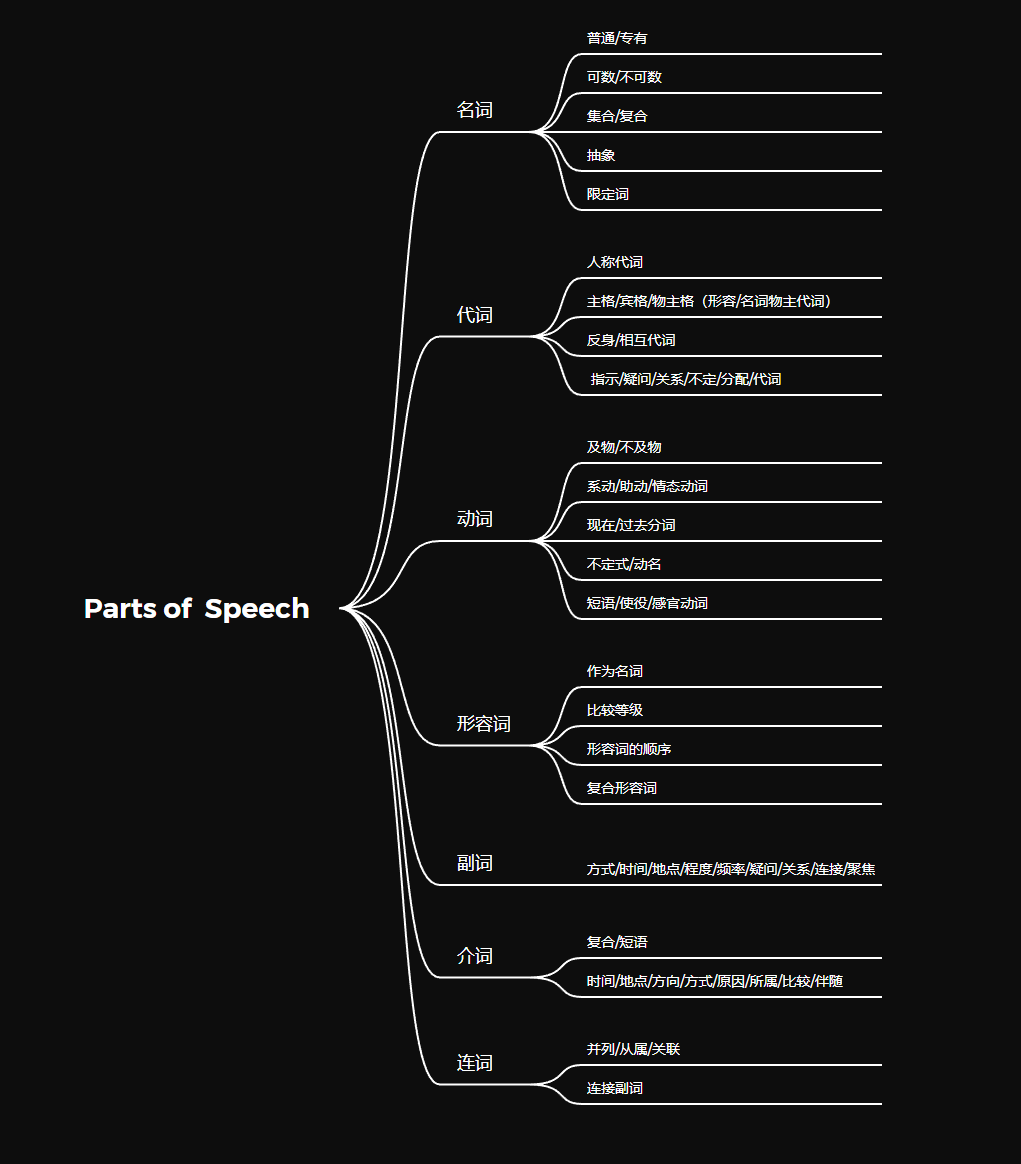 Parts of  Speech
名词
普通/专有
可数/不可数
集合/复合
抽象
限定词
代词
人称代词
主格/宾格/物主格（形容/名词物主代词）
反身/相互代词
指示/疑问/关系/不定/分配/代词
动词
及物/不及物
系动/助动/情态动词
现在/过去分词
不定式/动名
短语/使役/感官动词
形容词
作为名词
比较等级
形容词的顺序
复合形容词
副词
方式/时间/地点/程度/频率/疑问/关系/连接/聚焦
介词
复合/短语
时间/地点/方向/方式/原因/所属/比较/伴随
连词
并列/从属/关联
连接副词